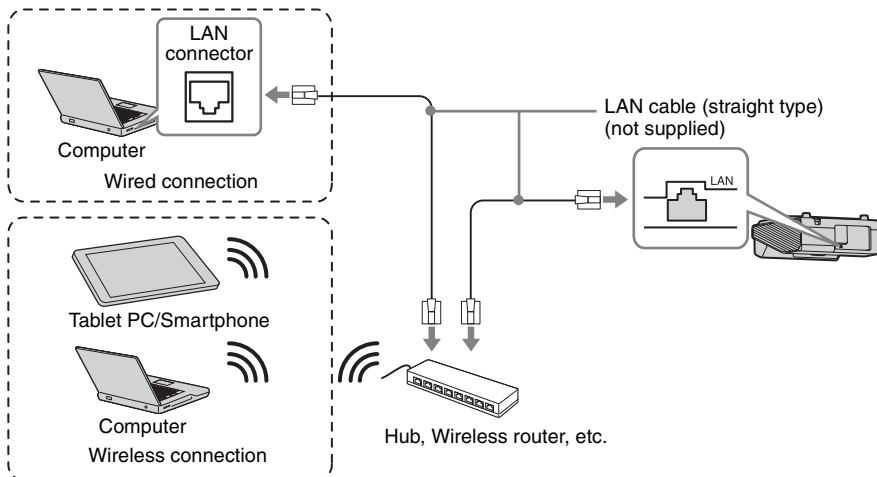 LAN
connector
Computer
Wired connection
LAN cable (straight type)
(not supplied)
LAN
Tablet PC/Smartphone
Computer
Wireless connection
Hub, Wireless router, etc.